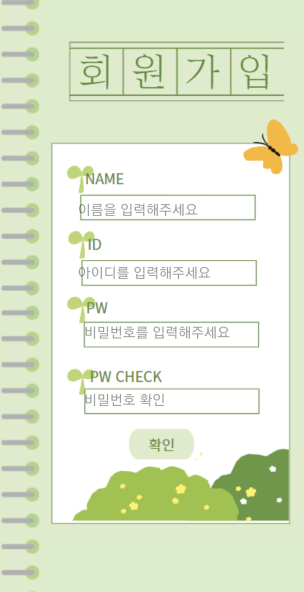 회원가입
NAME
이름을 입력해주세요
ID
아이디를 입력해주세요
PW
비밀번호를 입력해주세요
PW CHECK
비밀번호 확인
확인